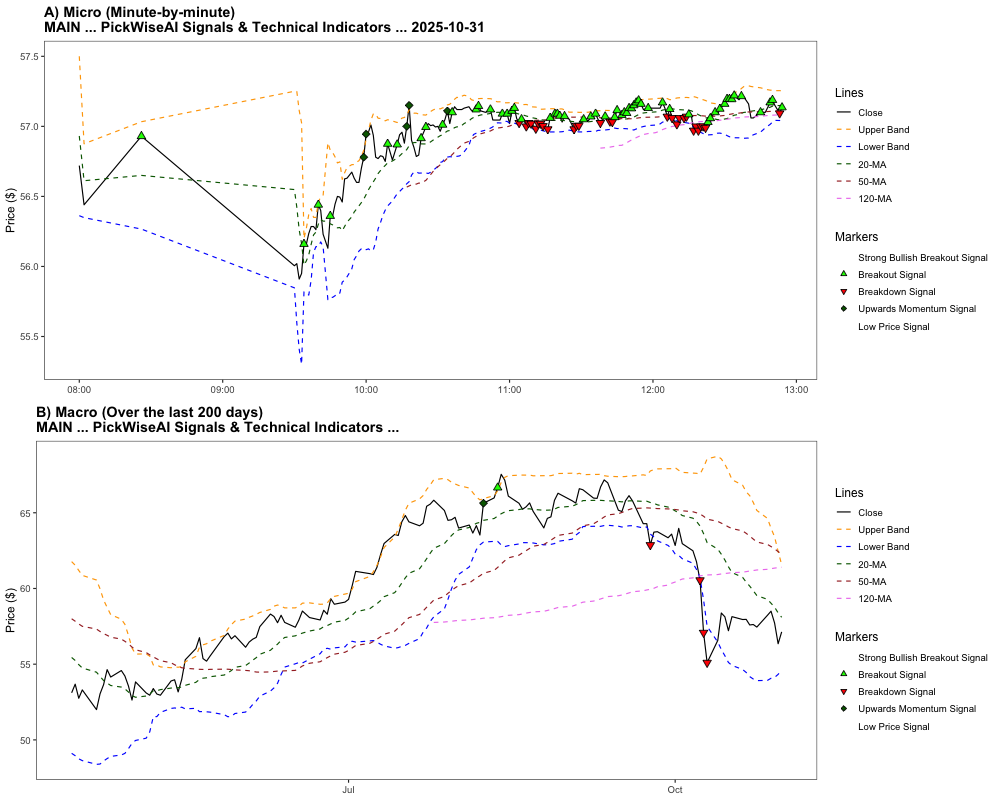 A) Micro (Minute-by-minute)
MAIN ... PickWiseAI Signals & Technical Indicators ... 2025-10-31
57.5
57.0
56.5
56.0
55.5
Price ($)
08:00 09:00 10:00 11:00 12:00 13:00
Lines
Close
Upper Band
Lower Band
20-MA
50-MA
120-MA
Markers
Strong Bullish Breakout Signal
Breakout Signal
Breakdown Signal
Upwards Momentum Signal
Low Price Signal
B) Macro (Over the last 200 days)
MAIN ... PickWiseAI Signals & Technical Indicators ...
65
60
55
50
Price ($)
Jul Oct
Lines
Close
Upper Band
Lower Band
20-MA
50-MA
120-MA
Markers
Strong Bullish Breakout Signal
Breakout Signal
Breakdown Signal
Upwards Momentum Signal
Low Price Signal